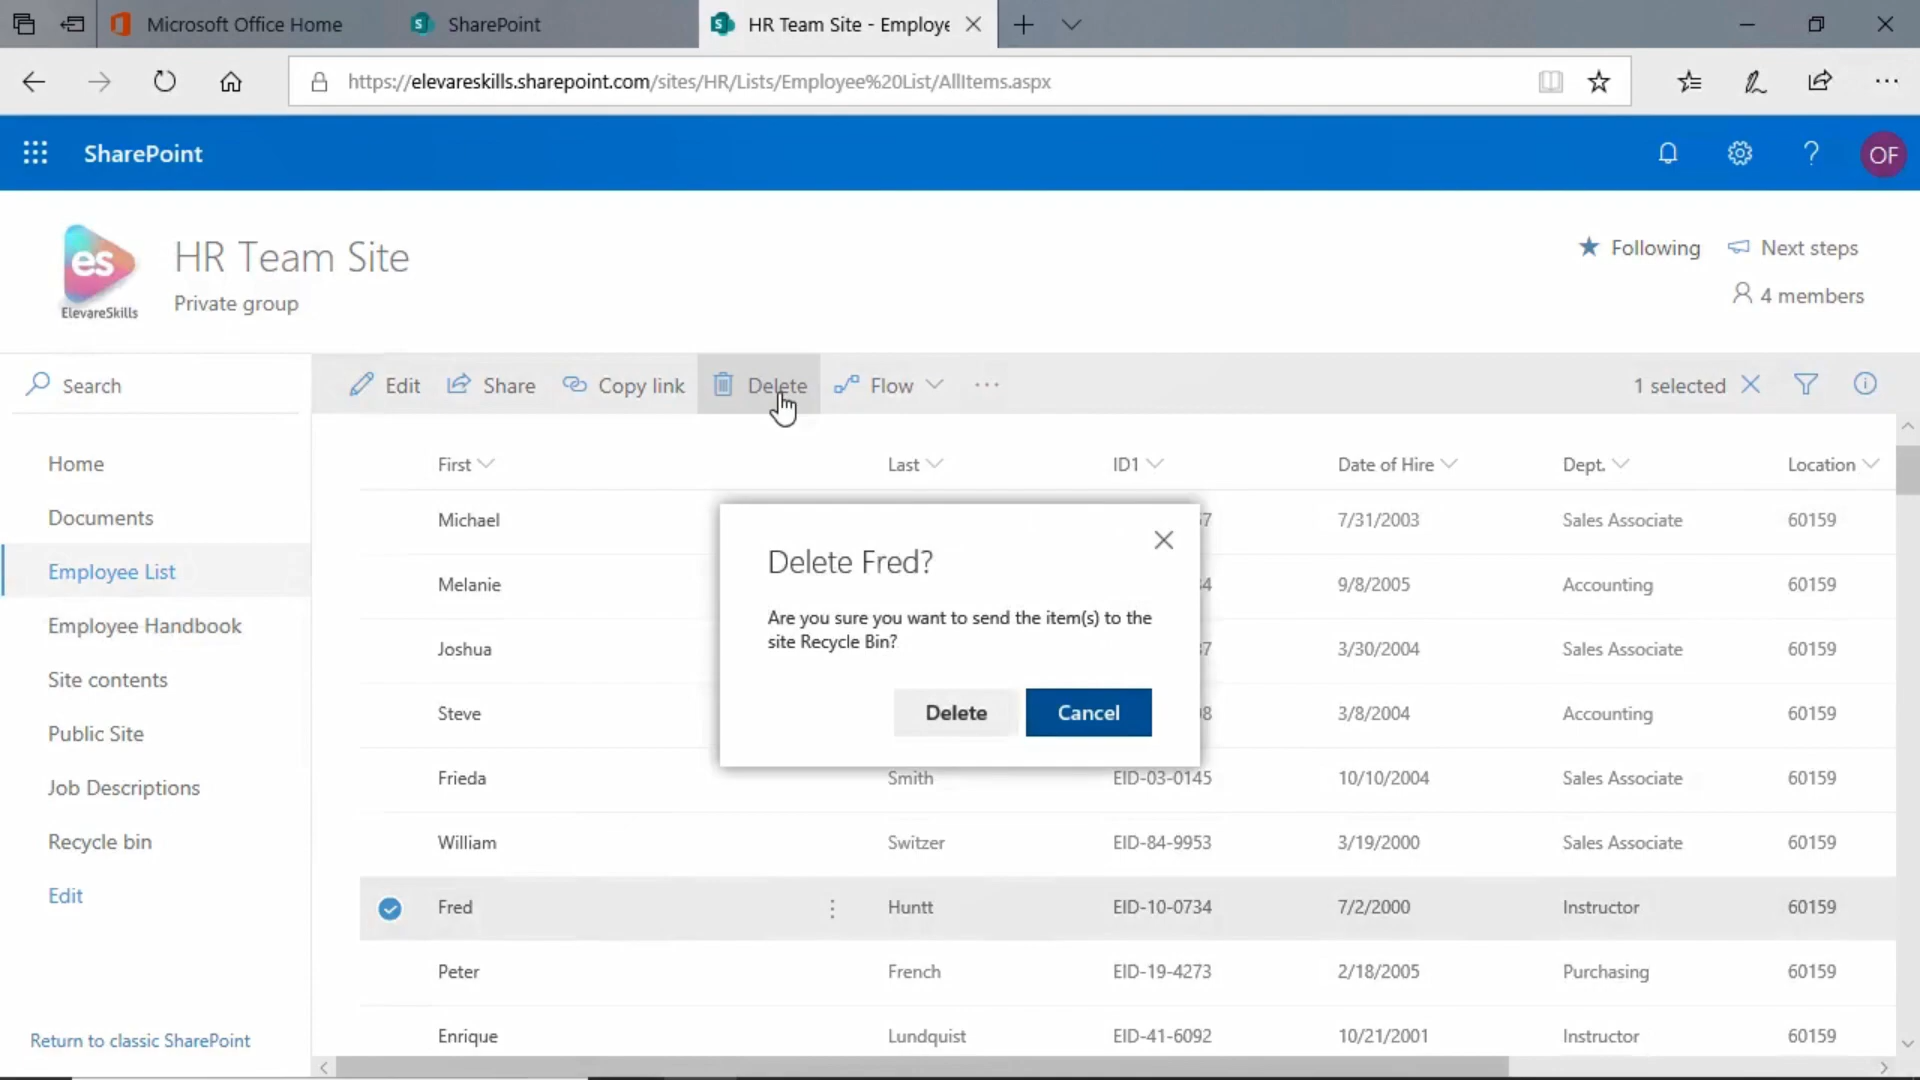 Microsoft Office Home
SharePoint
HR Team Site - Employe
https://elevareskills.sharepoint.com/sites/HR/Lists/Employee%20List/AllItems.aspx
SharePoint
OF
es
ElevareSkills
HR Team Site
Private group
Following
Next steps
4 members
Search
Edit
Share
Copy link
Delete
Flow
1 selected
Home
Documents
Employee List
Employee Handbook
Site contents
Public Site
Job Descriptions
Recycle bin
Edit
Return to classic SharePoint
First Last ID1 Date of Hire Dept. Location
Michael 7 7/31/2003 Sales Associate 60159
Melanie 4 9/8/2005 Accounting 60159
Joshua 7 3/30/2004 Sales Associate 60159
Steve 8 3/8/2004 Accounting 60159
Frieda Smith EID-03-0145 10/10/2004 Sales Associate 60159
William Switzer EID-84-9953 3/19/2000 Sales Associate 60159
Fred Huntt EID-10-0734 7/2/2000 Instructor 60159
Peter French EID-19-4273 2/18/2005 Purchasing 60159
Enrique Lundquist EID-41-6092 10/21/2001 Instructor 60159
Delete Fred?
Are you sure you want to send the item(s) to the
site Recycle Bin?
Delete
Cancel